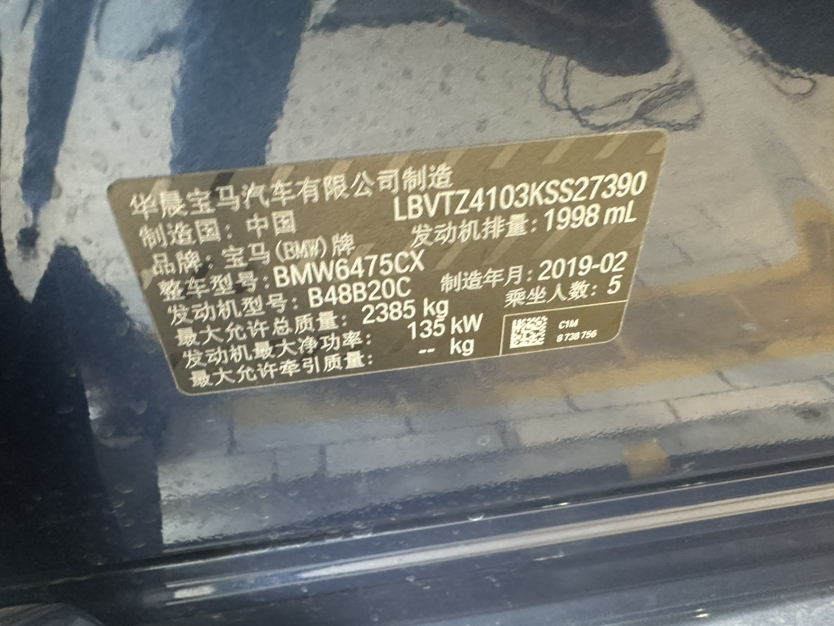 华晨宝马汽车有限公司制造
LBVTZ4103KSS27390
制造国：中国
发动机排量：1998 mL
品牌：宝马(BMW)牌
整车型号：BMW6475CX
制造年月：2019-02
发动机型号：B48B20C
乘坐人数：5
最大允许总质量：2385 kg
发动机最大净功率：135 kW
最大允许牵引质量：-- kg
C1M
6 738 756